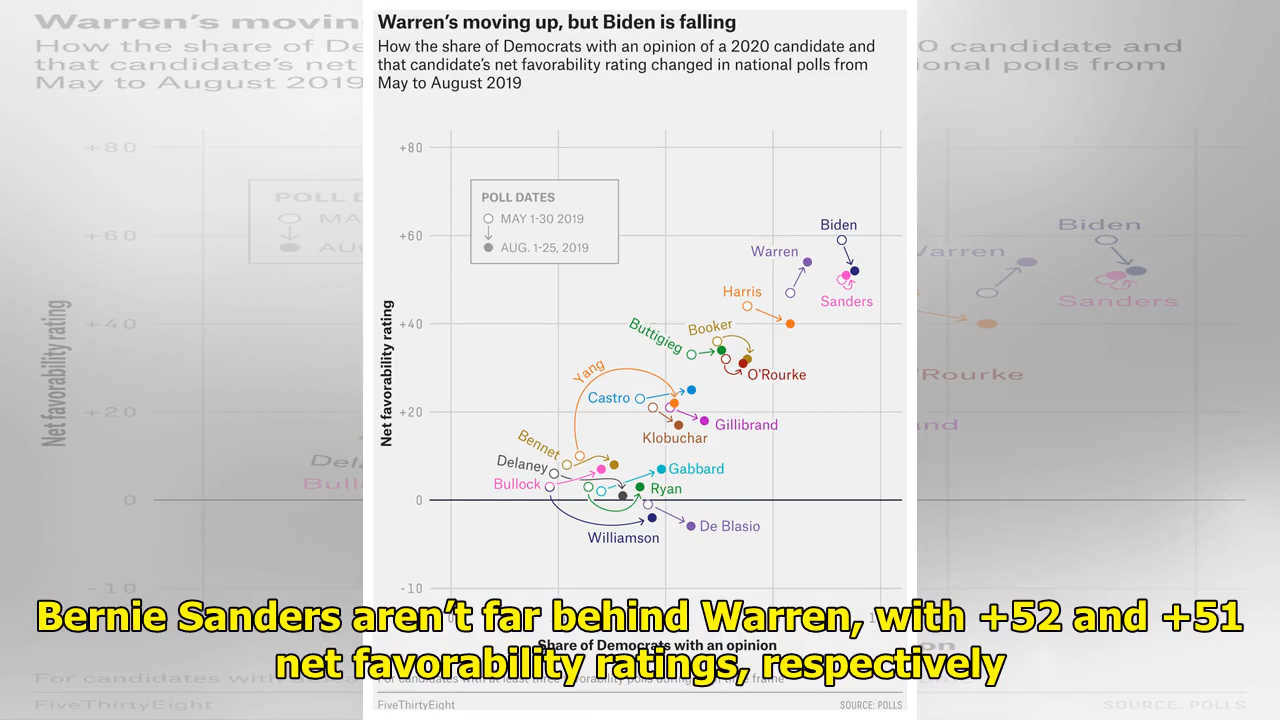 Warren's moving up, but Biden is falling
How the share of Democrats with an opinion of a 2020 candidate and
that candidate's net favorability rating changed in national polls from
May to August 2019
+80
POLL DATES
MAY 1-30 2019
AUG. 1-25, 2019
+60
Biden
Warren
Sanders
Harris
+40
Buttigieg
Booker
O'Rourke
Yang
Castro
+20
Gillibrand
Klobuchar
Bennet
Delaney
Bullock
Gabbard
Ryan
0
De Blasio
Williamson
-10
Net favorability rating
Bernie Sanders aren’t far behind Warren, with +52 and +51
Share of Democrats with an opinion
net favorability ratings, respectively
FiveThirtyEight
SOURCE: POLLS